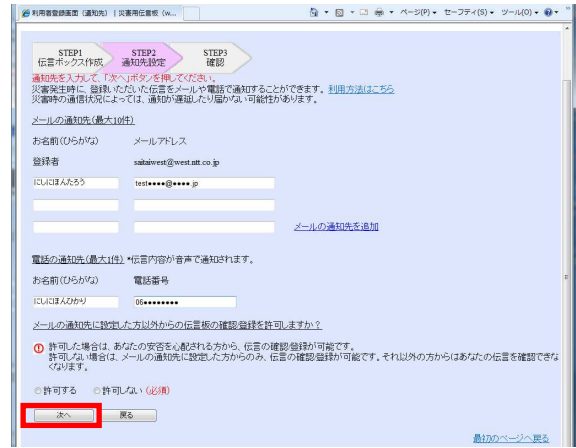 利用者登録画面(通知先) | 災害用伝言板(w...
ページ(P) セーフティ(S) ツール(O)
STEP1 STEP2 STEP3
伝言ボックス作成 通知先設定 確認
通知先を入力して、「次へ」ボタンを押してください。
災害発生時に、登録いただいた伝言をメールや電話で通知することができます。 利用方法はこちら
災害時の通信状況によっては、通知が遅延したり届かない可能性があります。
メールの通知先(最大10件)
お名前(ひらがな) メールアドレス
登録者 saitaiwest@west.ntt.co.jp
にしにほんたろう test●●●●@●●●●.jp
メールの通知先を追加
電話の通知先(最大1件) *伝言内容が音声で通知されます。
お名前(ひらがな) 電話番号
にしにほんひかり 06●●●●●●●●
メールの通知先に設定した方以外からの伝言板の確認/登録を許可しますか?
許可した場合は、あなたの安否を心配される方から、伝言の確認/登録が可能です。
許可しない場合は、メールの通知先に設定した方からのみ、伝言の確認/登録が可能です。それ以外の方からはあなたの伝言を確認できな
くなります。
許可する 許可しない (必須)
次へ 戻る
最初のページへ戻る